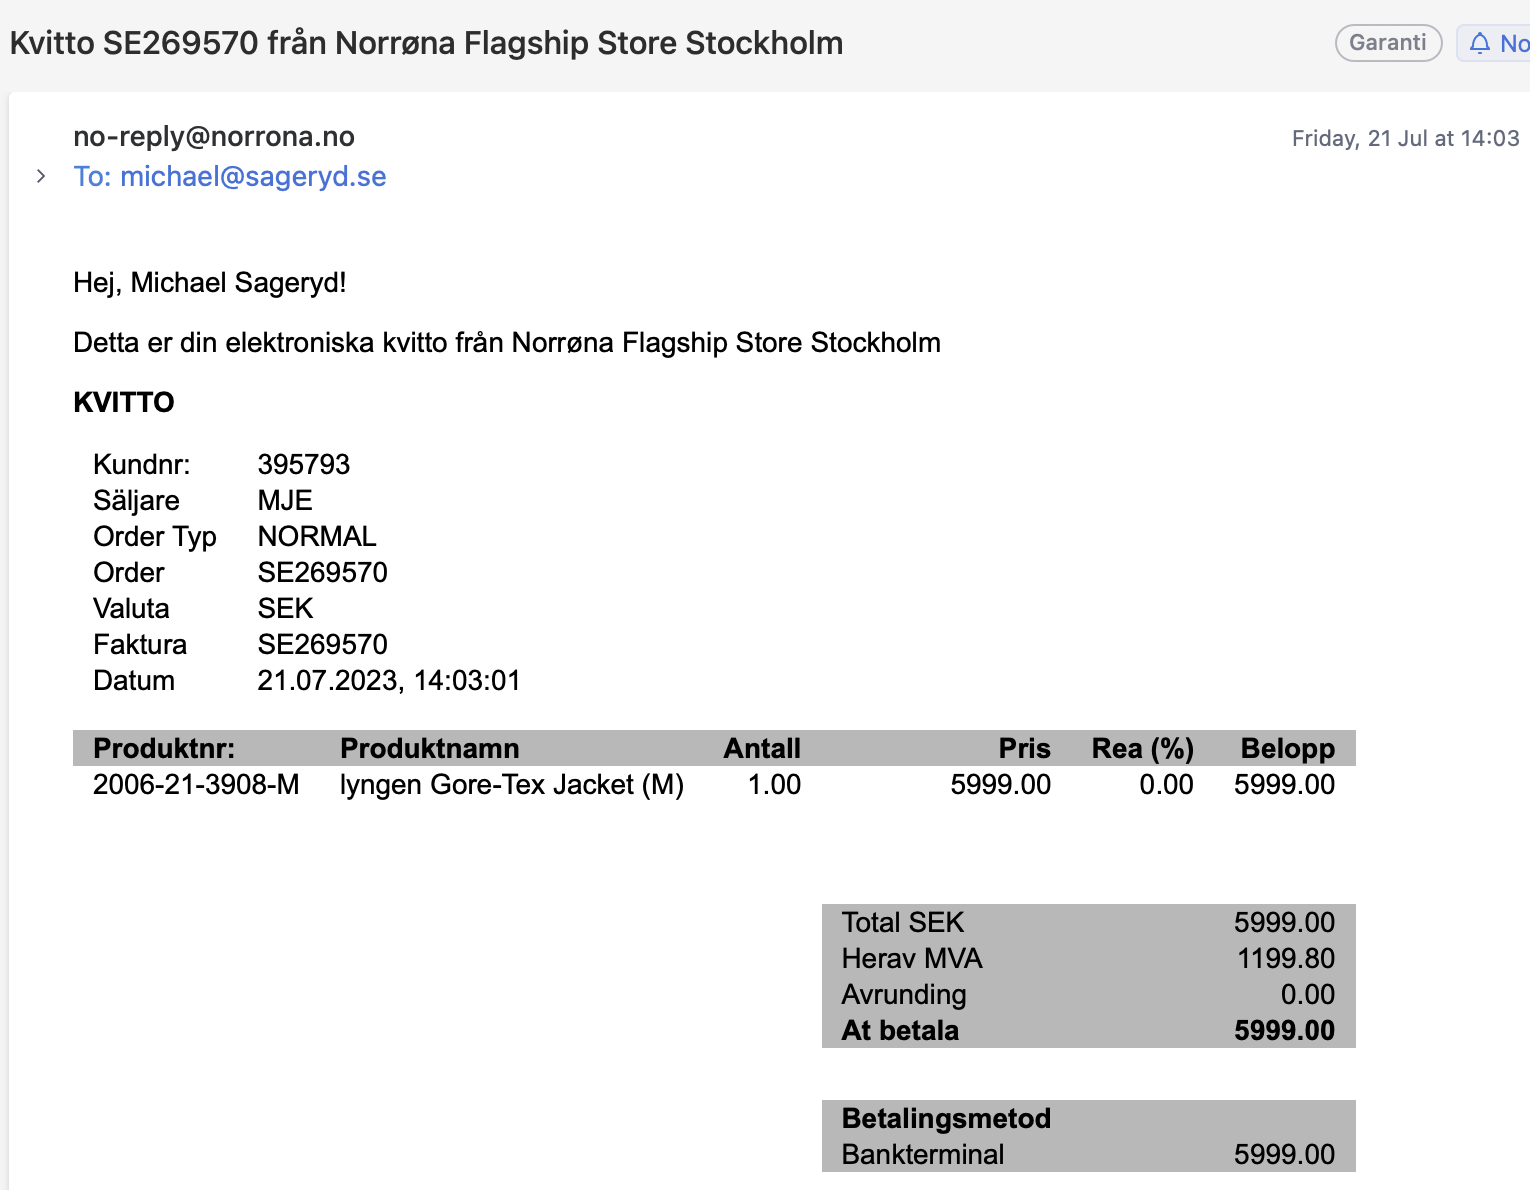 Kvitto SE269570 från Norrøna Flagship Store Stockholm Garanti No
no-reply@norrona.no Friday, 21 Jul at 14:03
To: michael@sageryd.se
Hej, Michael Sageryd!
Detta er din elektroniska kvitto från Norrøna Flagship Store Stockholm
KVITTO
Kundnr: 395793
Säljare MJE
Order Typ NORMAL
Order SE269570
Valuta SEK
Faktura SE269570
Datum 21.07.2023, 14:03:01
Produktnr: Produktnamn Antall Pris Rea (%) Belopp
2006-21-3908-M lyngen Gore-Tex Jacket (M) 1.00 5999.00 0.00 5999.00
Total SEK 5999.00
Herav MVA 1199.80
Avrunding 0.00
At betala 5999.00
Betalingsmetod
Bankterminal 5999.00